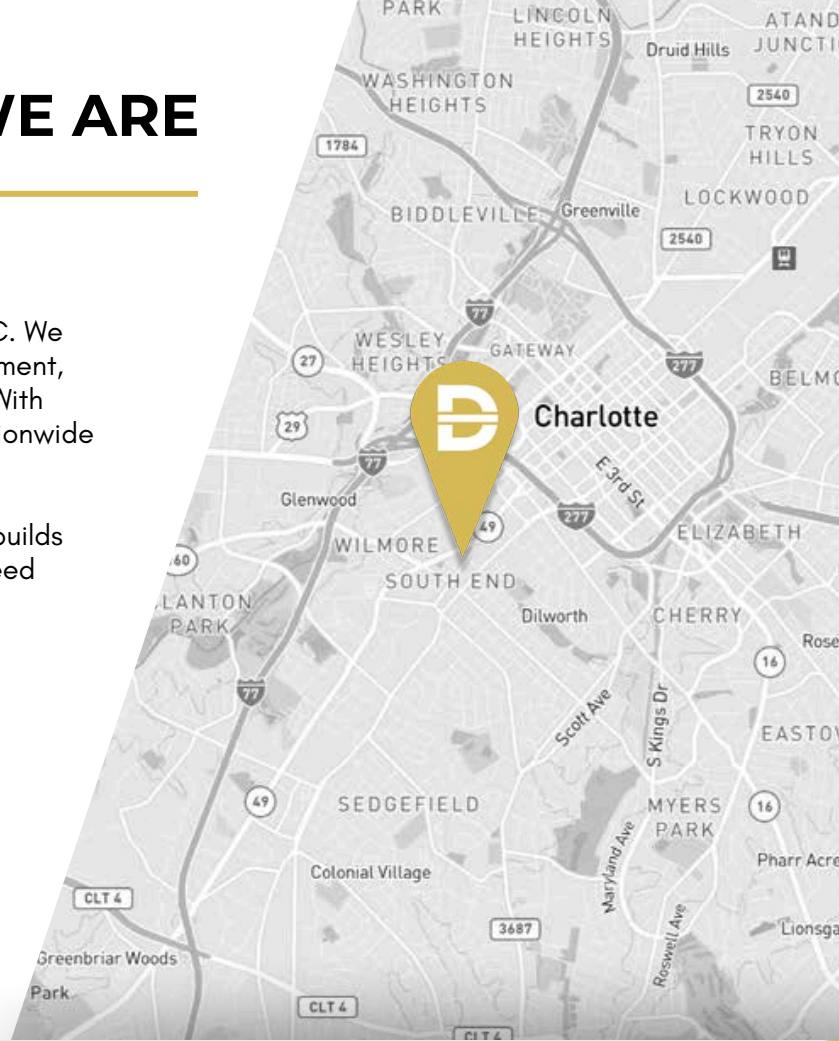 WE ARE
C. We
ment,
With
ionwide
builds
eed
PARK
LINCOLN
HEIGHTS
Druid Hills
ATAND
JUNCTI
WASHINGTON
HEIGHTS
2540
1784
TRYON
HILLS
LOCKWOOD
BIDDLEVILLE
Greenville
2540
77
WESLEY
HEIGHTS
GATEWAY
27
277
BELMO
D
Charlotte
29
77
E 3rd St
Glenwood
49
277
WILMORE
ELIZABETH
60
SOUTH END
LANTON
PARK
Dilworth
CHERRY
Rose
16
77
Scott Ave
S Kings Dr
EASTOV
49
SEDGEFIELD
MYERS
PARK
16
Maryland Ave
Colonial Village
Pharr Acre
CLT 4
3687
Roswell Ave
Lionsga
Greenbriar Woods
Park
CLT 4
CLT 4